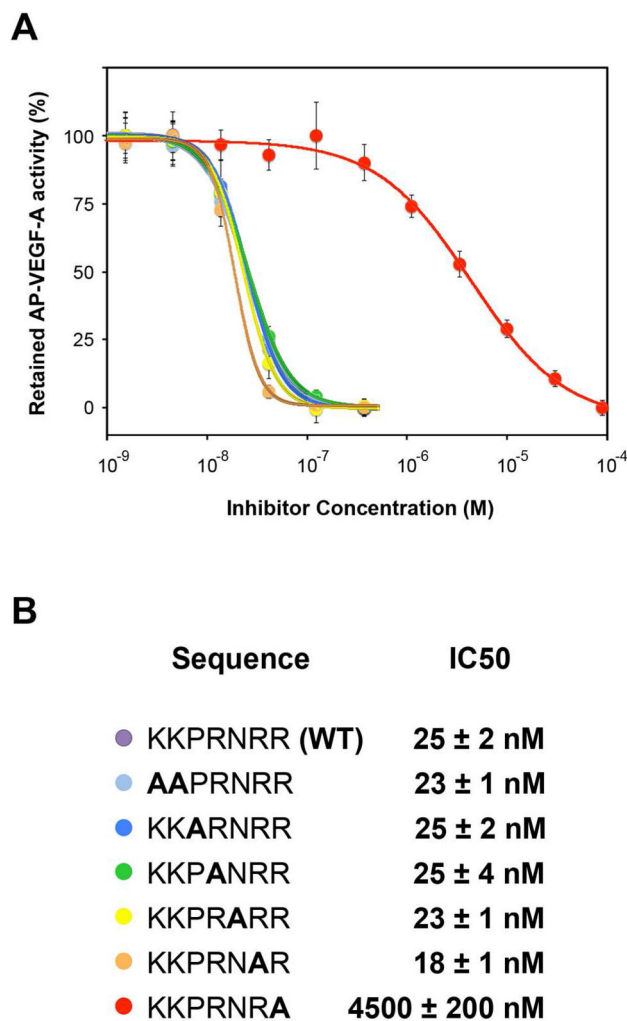 A
Retained AP-VEGF-A activity (%)
100
75
50
25
0
10-9
10-8
10-7
10-6
10-5
10-4
Inhibitor Concentration (M)
B
Sequence IC50
KKPRNRR (WT) 25 ± 2 nM
AAPRNRR 23 ± 1 nM
KKARNRR 25 ± 2 nM
KKPANRR 25 ± 4 nM
KKPRARR 23 ± 1 nM
KKPRNAR 18 ± 1 nM
KKPRNRA 4500 ± 200 nM